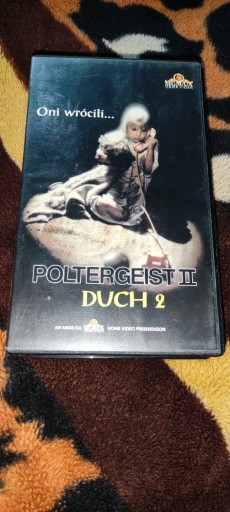 Oni wrócili...
POLTERGEIST II
DUCH 2
AN MGM/UA HOME VIDEO PRESENTATION